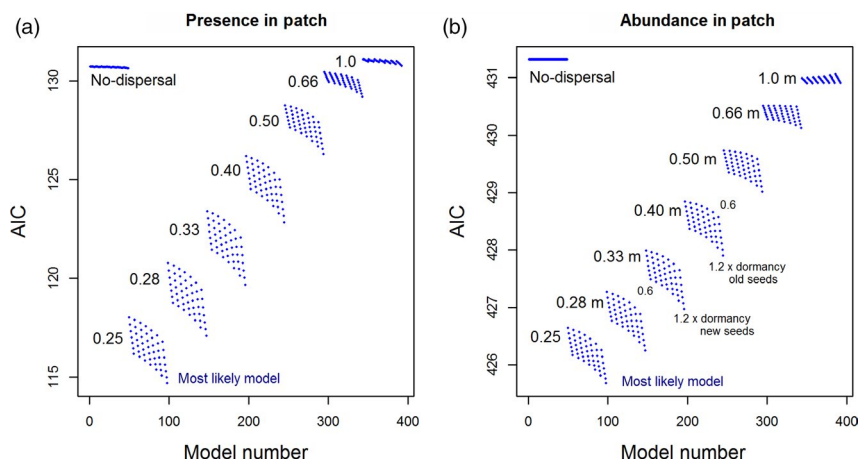 (a)
Presence in patch
AIC
130
125
120
115
No-dispersal
1.0
0.66
0.50
0.40
0.33
0.28
0.25
Most likely model
0
100
200
300
400
Model number
(b)
Abundance in patch
AIC
431
430
429
428
427
426
No-dispersal
1.0 m
0.66 m
0.50 m
0.40 m
0.6
1.2 x dormancy
old seeds
0.33 m
0.6
0.28 m
1.2 x dormancy
new seeds
0.25
Most likely model
0
100
200
300
400
Model number